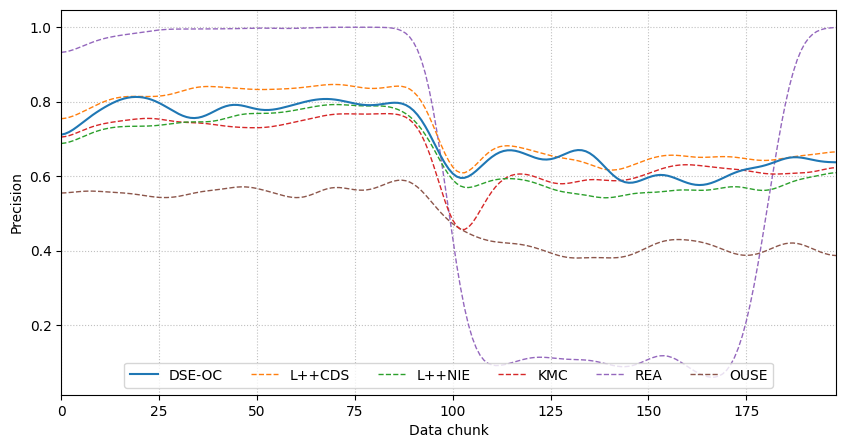 1.0
0.8
0.6
0.4
0.2
Precision
DSE-OC L++CDS L++NIE KMC REA OUSE
0 25 50 75 100 125 150 175
Data chunk